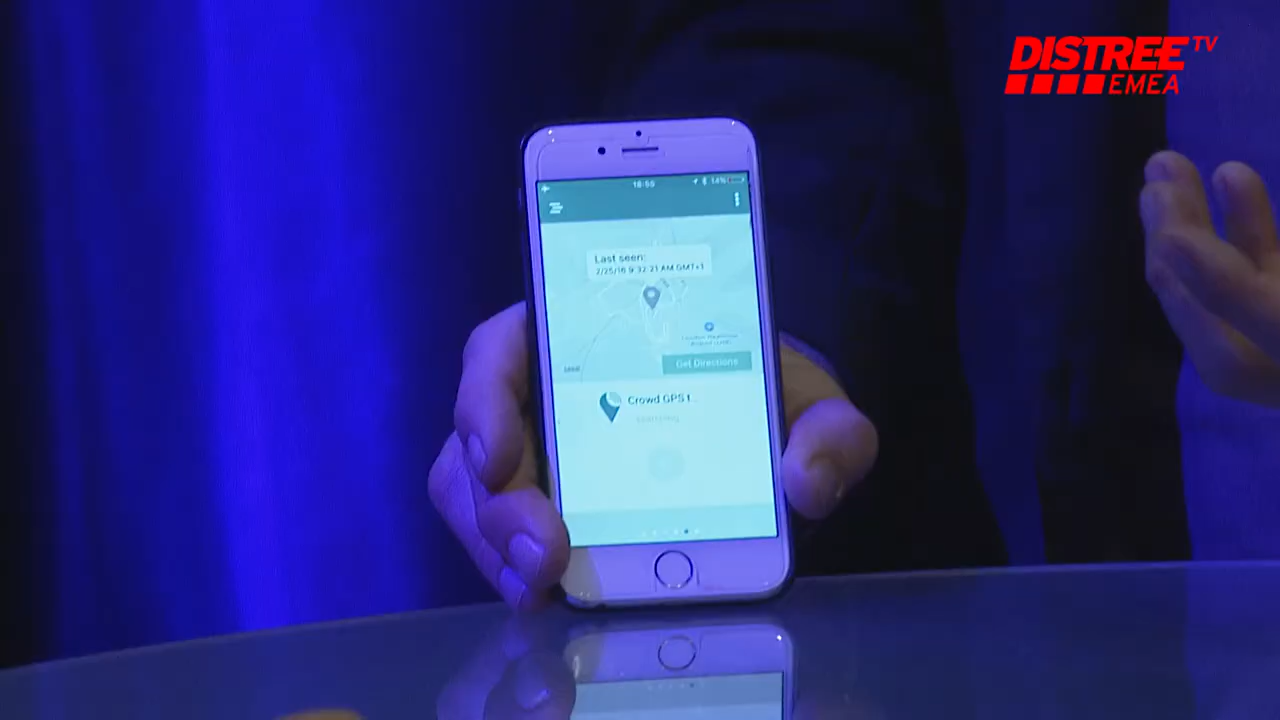 DISTREE TV
EMEA
18:50
14%
Last seen:
2/25/16 9:32:21 AM GMT+1
Get Directions
Crowd GPS t...